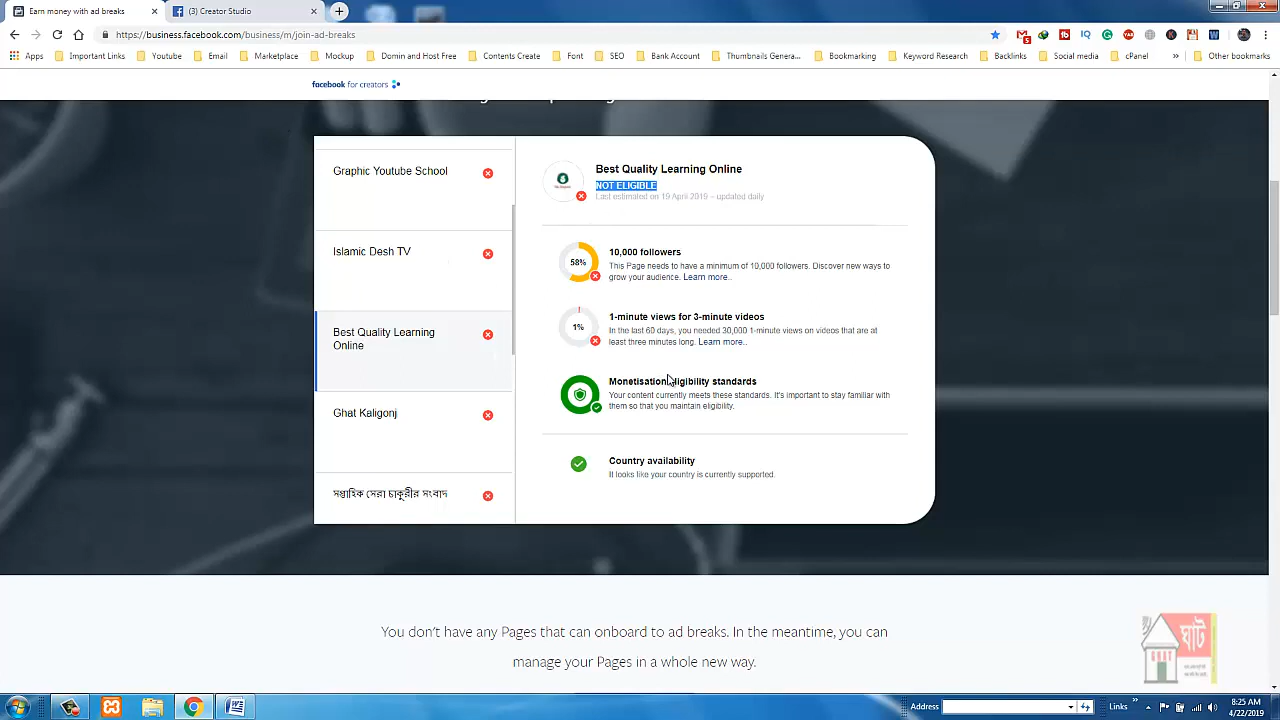 Earn money with ad breaks
(3) Creator Studio
https://business.facebook.com/business/m/join-ad-breaks
Apps
Important Links
Youtube
Email
Marketplace
Mockup
Domin and Host Free
Contents Create
Font
SEO
Bank Account
Thumbnails Genera...
Bookmarking
Keyword Research
Backlinks
Social media
cPanel
Other bookmarks
facebook for creators
Graphic Youtube School
Islamic Desh TV
Best Quality Learning
Online
Ghat Kaligonj
সপ্তাহিক সেরা চাকুরীর সংবাদ
Best Quality Learning Online
NOT ELIGIBLE
Last estimated on 19 April 2019 – updated daily
58%
10,000 followers
This Page needs to have a minimum of 10,000 followers. Discover new ways to
grow your audience. Learn more..
1%
1-minute views for 3-minute videos
In the last 60 days, you needed 30,000 1-minute views on videos that are at
least three minutes long. Learn more..
Monetisation eligibility standards
Your content currently meets these standards. It's important to stay familiar with
them so that you maintain eligibility.
Country availability
It looks like your country is currently supported.
You don't have any Pages that can onboard to ad breaks. In the meantime, you can
manage your Pages in a whole new way.
ঘাট
GHAT
Address
Links
8:25 AM
4/22/2019